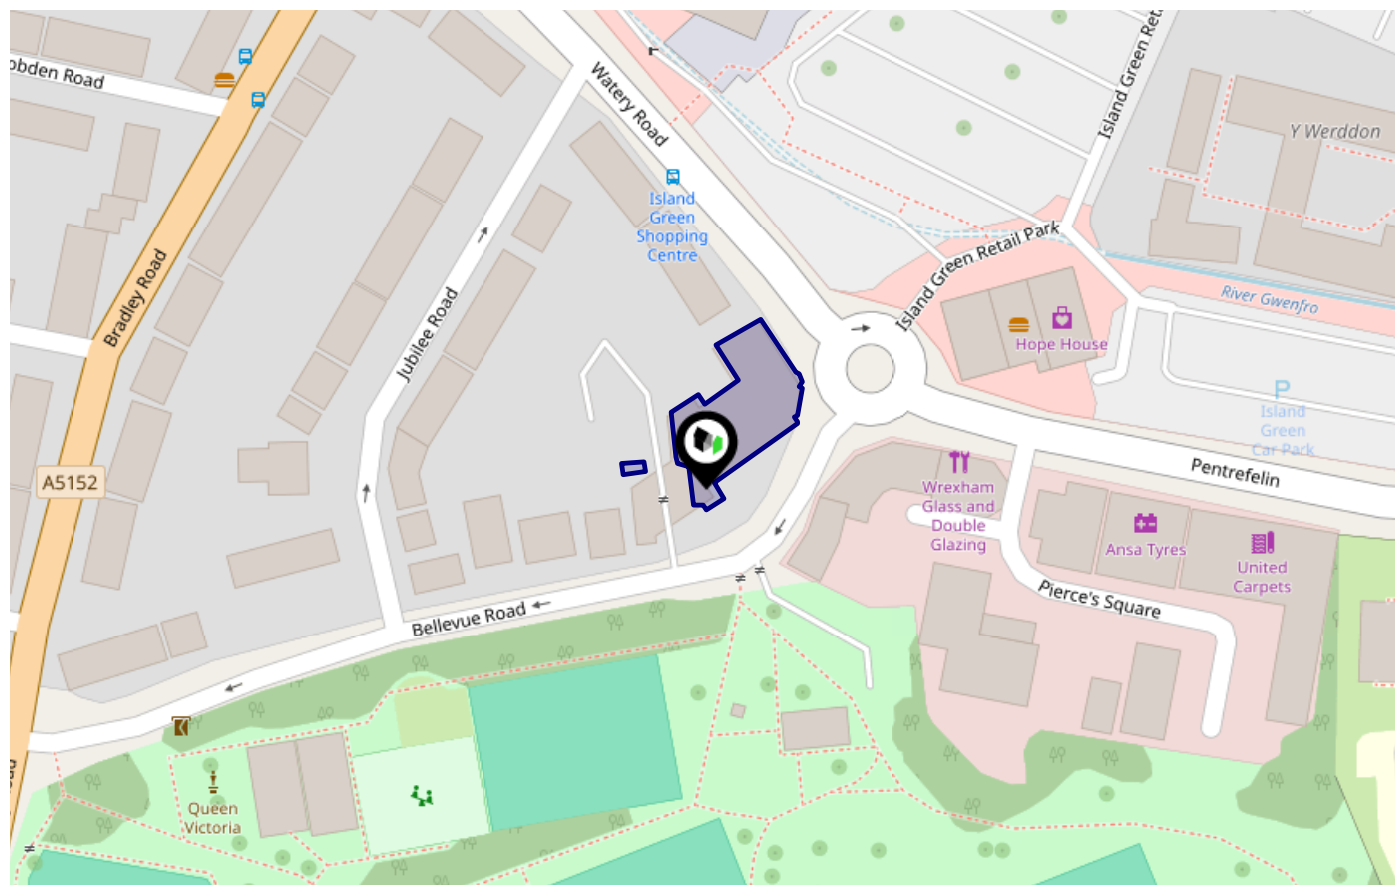 obden Road
Watery Road
Island Green Reta
Y Werddon
Island
Green
Shopping
Centre
Bradley Road
Jubilee Road
Island Green Retail Park
River Gwenfro
Hope House
P
Island
Green
Car Park
A5152
Pentrefelin
Wrexham
Glass and
Double
Glazing
Ansa Tyres
United
Carpets
Pierce's Square
Bellevue Road
Queen
Victoria
oad